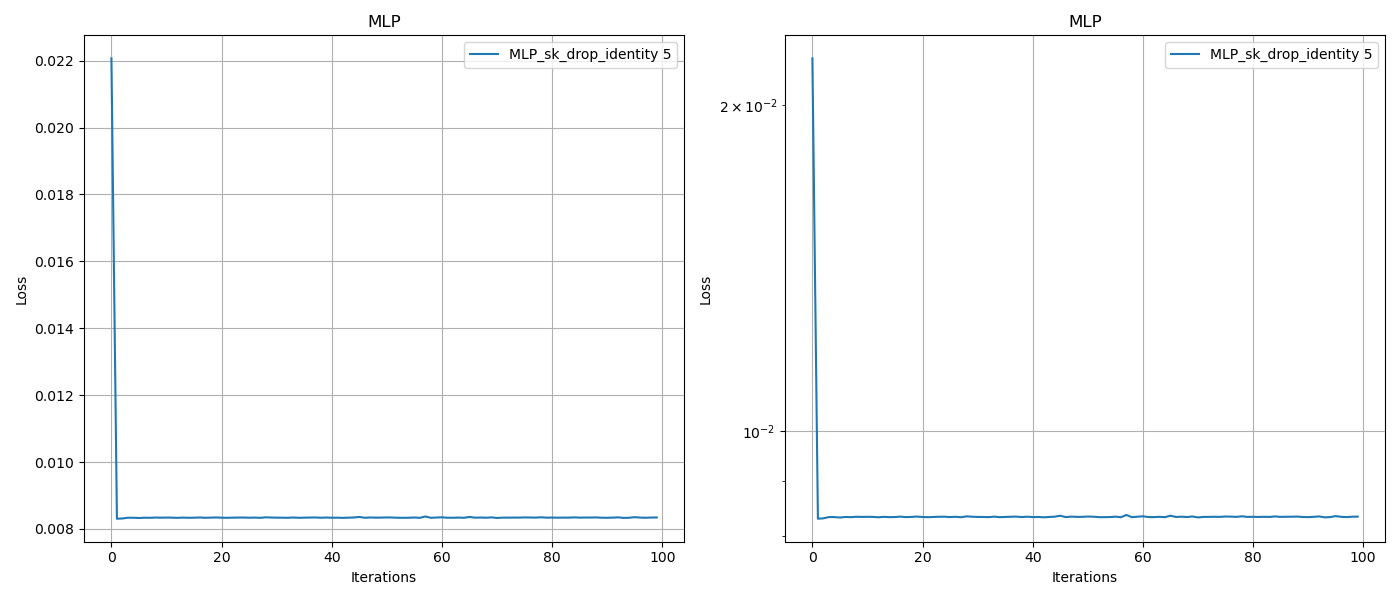 MLP
MLP_sk_drop_identity 5
0.022
0.020
0.018
0.016
0.014
0.012
0.010
0.008
Loss
0 20 40 60 80 100
Iterations
MLP
MLP_sk_drop_identity 5
2 × 10⁻²
10⁻²
Loss
0 20 40 60 80 100
Iterations